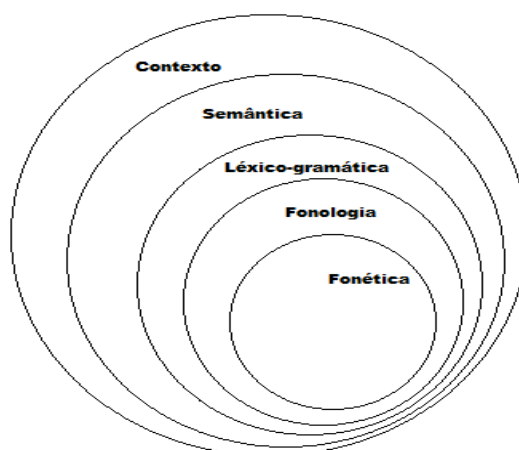 Contexto
Semântica
Léxico-gramática
Fonologia
Fonética